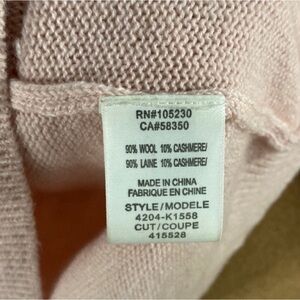 RN#105230
CA#58350
90% WOOL 10% CASHMERE/
90% LAINE 10% CASHMERE/
MADE IN CHINA
FABRIQUE EN CHINE
STYLE/MODELE
4204-K1558
CUT/COUPE
415528